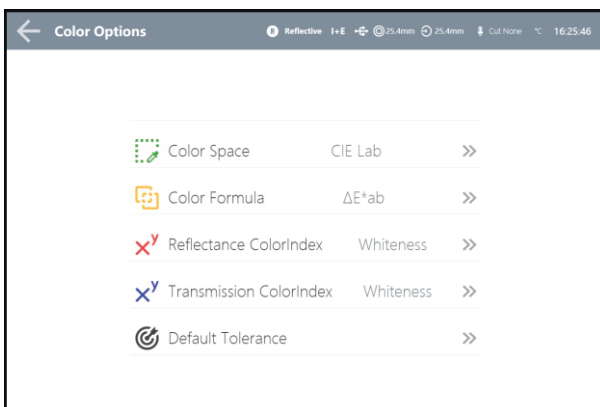 Color Options R Reflective I+E 25.4mm 25.4mm Cut None ℃ 16:25:46
Color Space CIE Lab
Color Formula ΔE*ab
Reflectance ColorIndex Whiteness
Transmission ColorIndex Whiteness
Default Tolerance